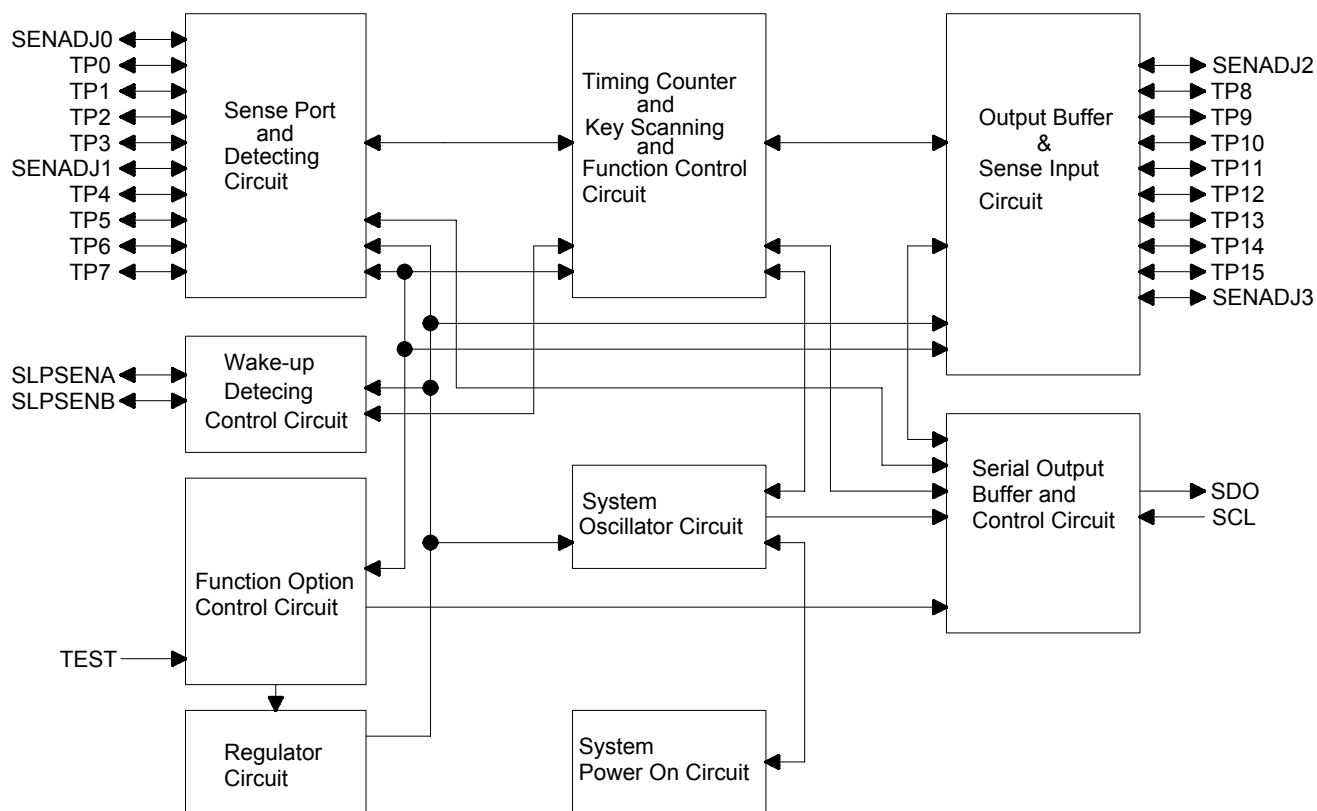 SENADJ0
TP0
TP1
TP2
TP3
SENADJ1
TP4
TP5
TP6
TP7
Sense Port
and
Detecting
Circuit
Timing Counter
and
Key Scanning
and
Function Control
Circuit
Output Buffer
&
Sense Input
Circuit
SENADJ2
TP8
TP9
TP10
TP11
TP12
TP13
TP14
TP15
SENADJ3
SLPSENA
SLPSENB
Wake-up
Detecing
Control Circuit
Serial Output
Buffer and
Control Circuit
SDO
SCL
System
Oscillator Circuit
Function Option
Control Circuit
TEST
Regulator
Circuit
System
Power On Circuit